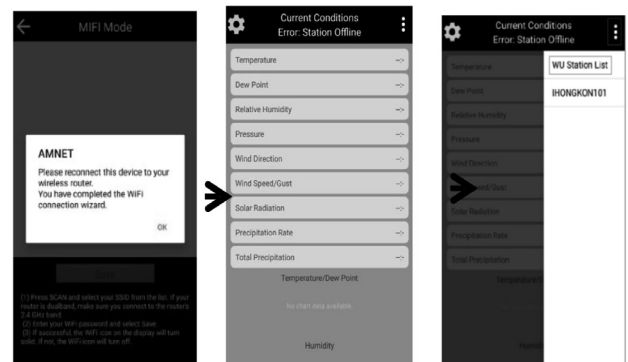 MIFI Mode
AMNET
Please reconnect this device to your
wireless router.
You have completed the WiFi
connection wizard.
OK
Save
(1) Press SCAN and select your SSID from the list. If your
router is dualband, make sure you connect to the router's
2.4 GHz band.
(2) Enter your WiFi password and select Save.
(3) If successful, the WiFi icon on the display will turn
solid. If not, the WiFi icon will turn off.
Current Conditions
Error: Station Offline
Temperature --:-
Dew Point --:-
Relative Humidity --:-
Pressure --:-
Wind Direction --:-
Wind Speed/Gust --:-
Solar Radiation --:-
Precipitation Rate --:-
Total Precipitation --:-
Temperature/Dew Point
No chart data available
Humidity
Current Conditions
Error: Station Offline
WU Station List
IHONGKON101
Temperature
Dew Point
Relative Humidity
Pressure
Wind Direction
Solar Radiation
Precipitation Rate
Total Precipitation